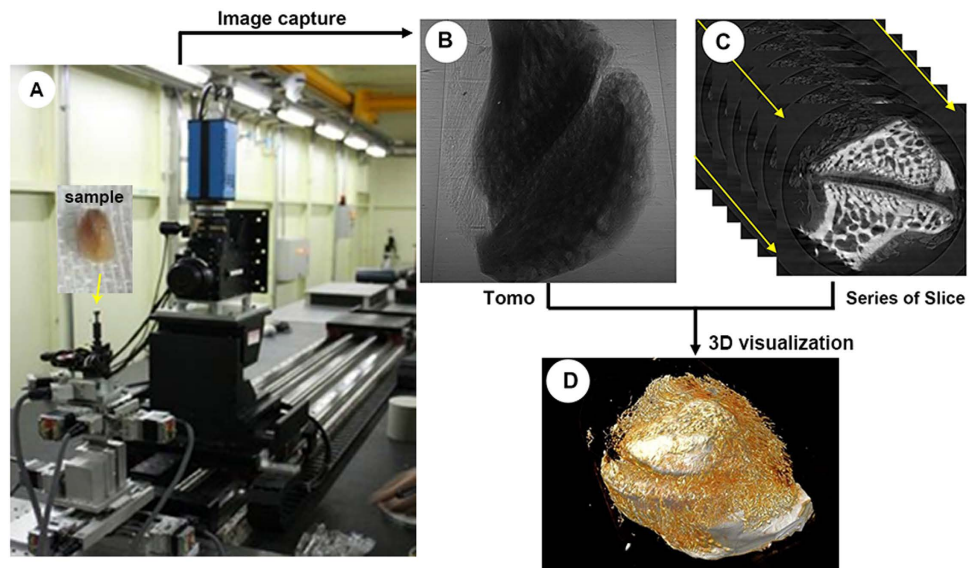 Image capture
A
sample
B
C
Tomo
Series of Slice
3D visualization
D